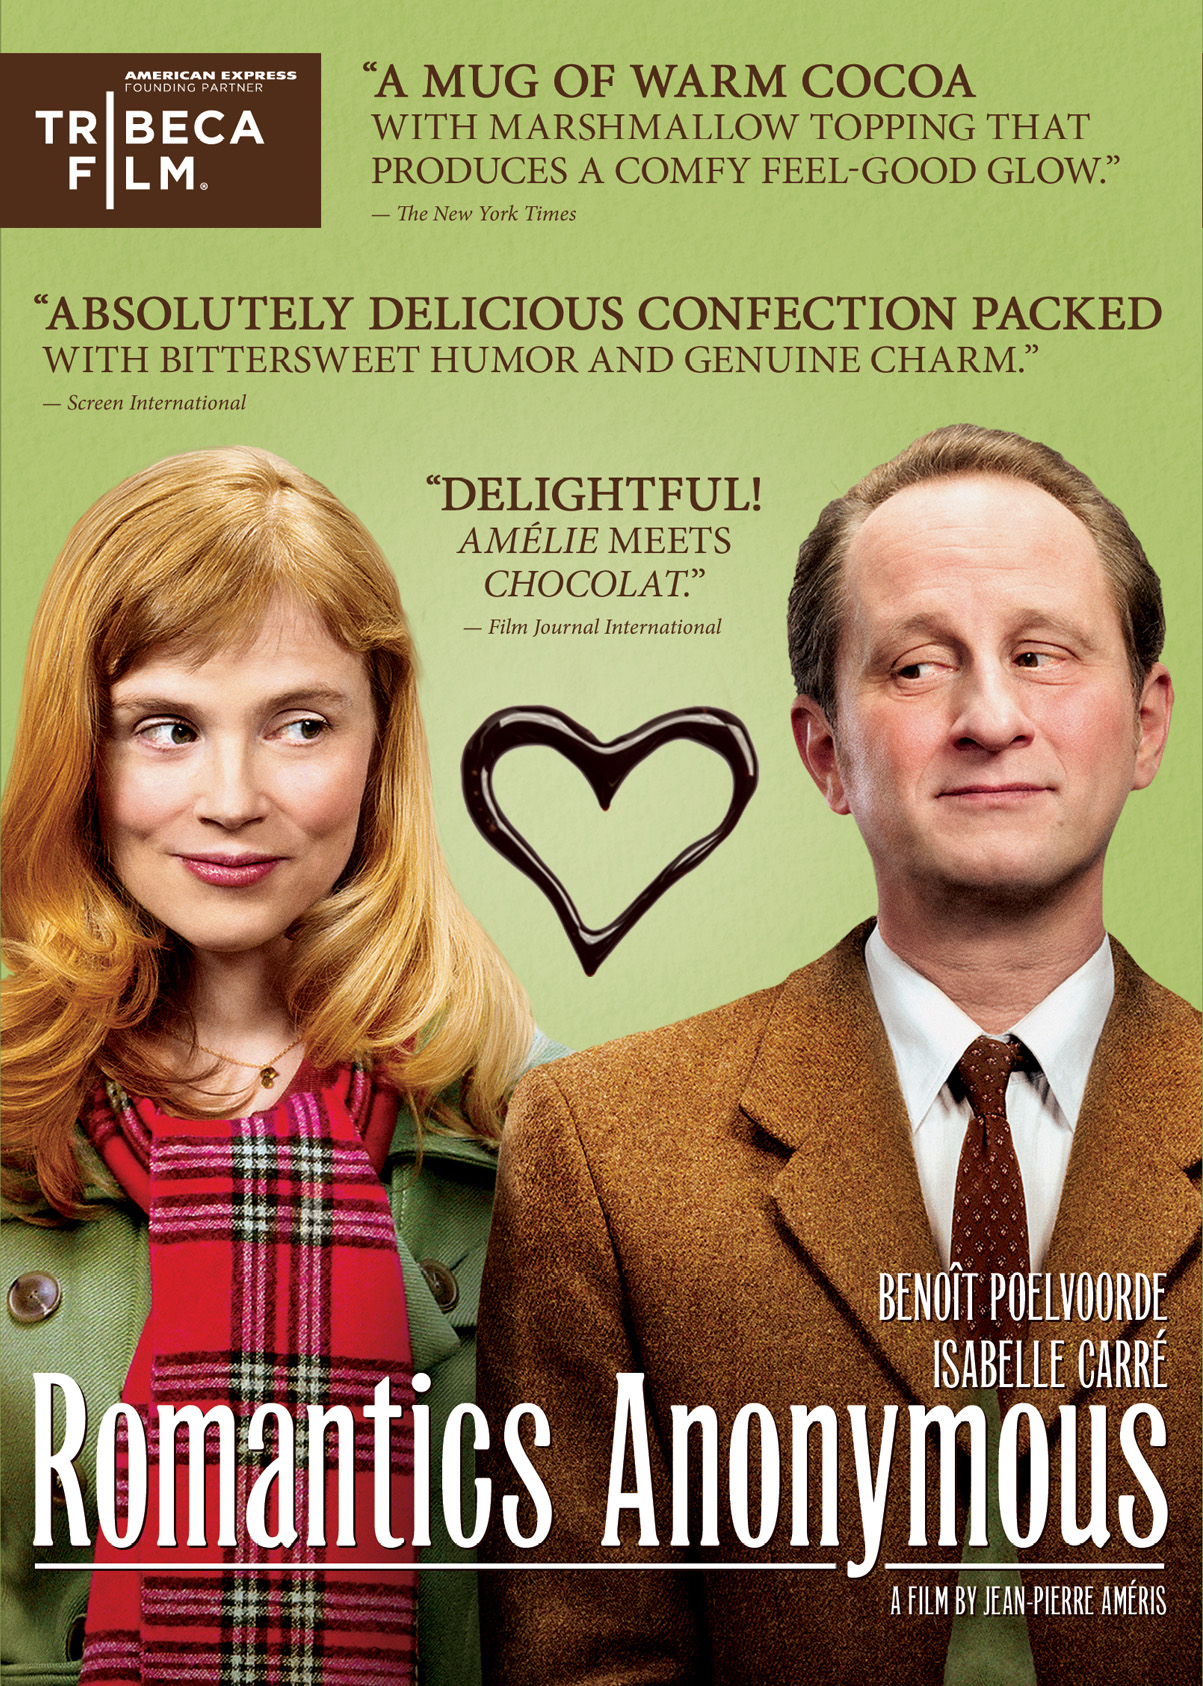 AMERICAN EXPRESS
FOUNDING PARTNER
TRIBECA
FILM®
“A MUG OF WARM COCOA
WITH MARSHMALLOW TOPPING THAT
PRODUCES A COMFY FEEL-GOOD GLOW.”
— The New York Times
“ABSOLUTELY DELICIOUS CONFECTION PACKED
WITH BITTERSWEET HUMOR AND GENUINE CHARM.”
— Screen International
“DELIGHTFUL!
AMÉLIE MEETS
CHOCOLAT.”
— Film Journal International
BENOÎT POELVOORDE
ISABELLE CARRÉ
Romantics Anonymous
A FILM BY JEAN-PIERRE AMÉRIS